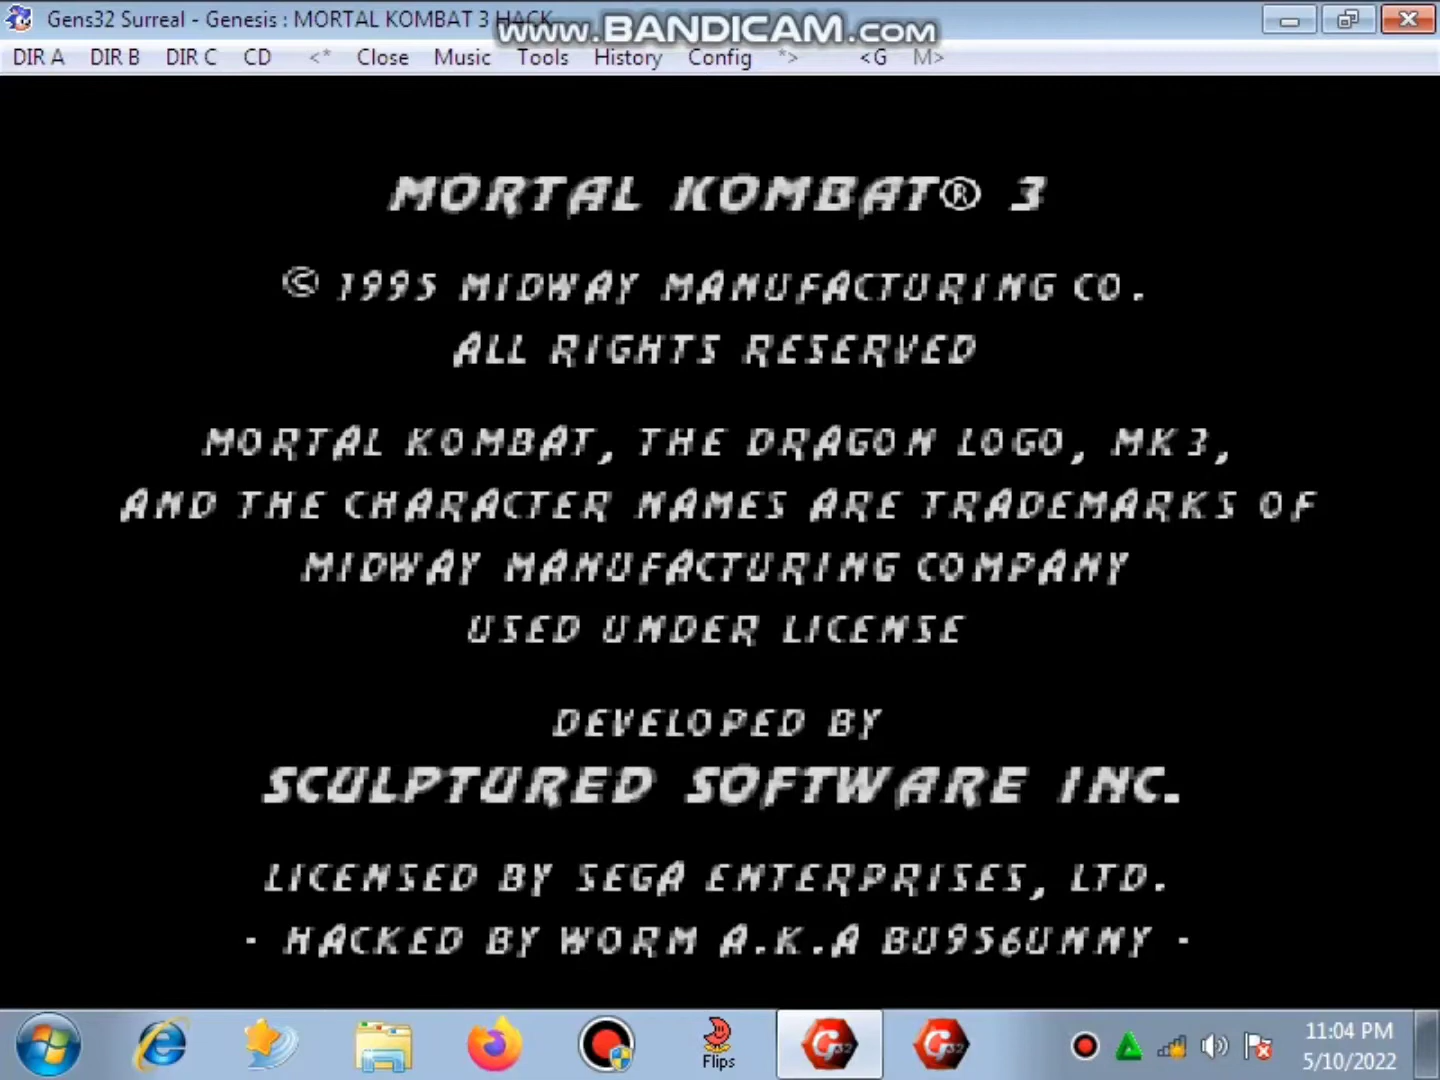 Gens32 Surreal - Genesis : MORTAL KOMBAT 3 HACK
www.BANDICAM.com
DIR A DIR B DIR C CD <* Close Music Tools History Config *> <G M>
MORTAL KOMBAT® 3
© 1995 MIDWAY MANUFACTURING CO.
ALL RIGHTS RESERVED
MORTAL KOMBAT, THE DRAGON LOGO, MK3,
AND THE CHARACTER NAMES ARE TRADEMARKS OF
MIDWAY MANUFACTURING COMPANY
USED UNDER LICENSE
DEVELOPED BY
SCULPTURED SOFTWARE INC.
LICENSED BY SEGA ENTERPRISES, LTD.
- HACKED BY WORM A.K.A BU956UNNY -
Flips
G32
G32
11:04 PM
5/10/2022